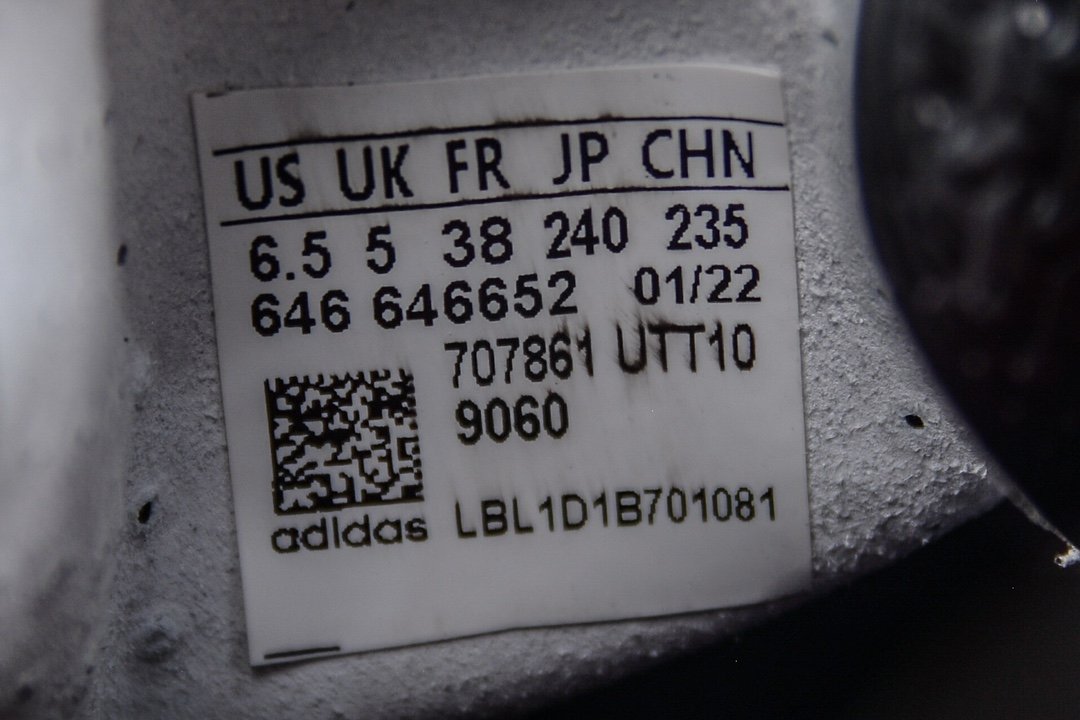 US UK FR JP CHN
6.5 5 38 240 235
646 646652 01/22
707861 UTT10
9060
adidas LBL1D1B701081